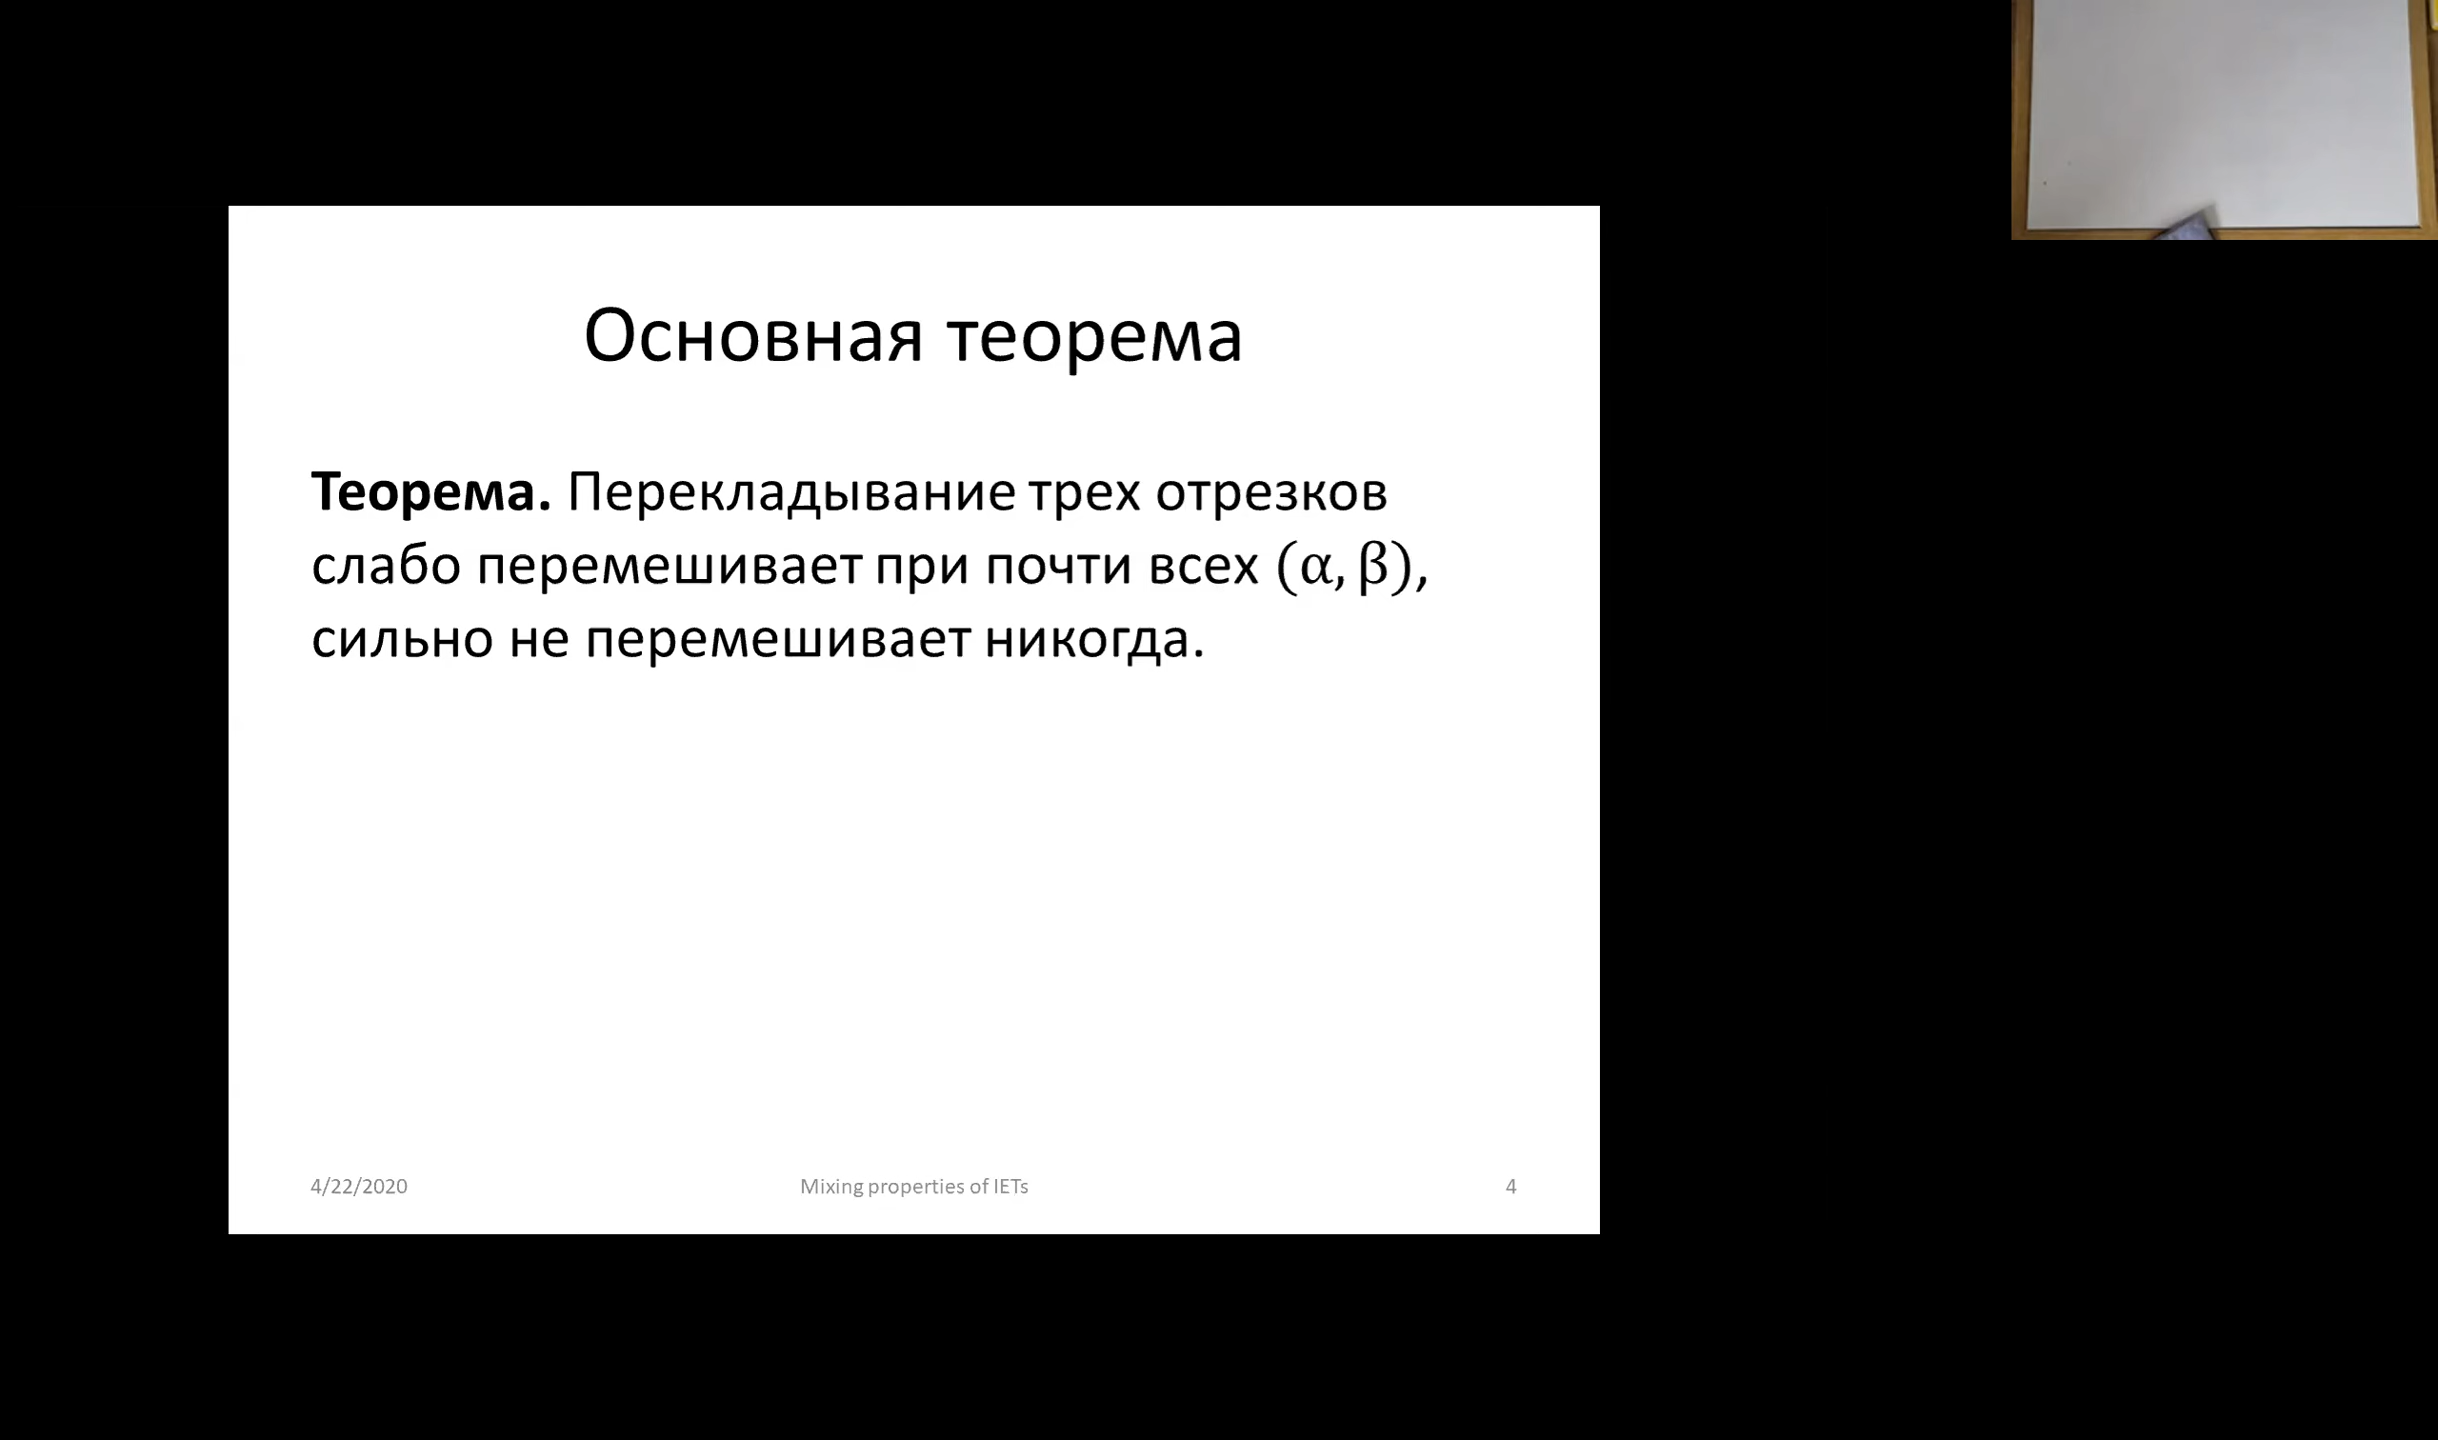 Основная теорема
Теорема. Перекладывание трех отрезков
слабо перемешивает при почти всех (α, β),
сильно не перемешивает никогда.
4/22/2020
Mixing properties of IETs
4